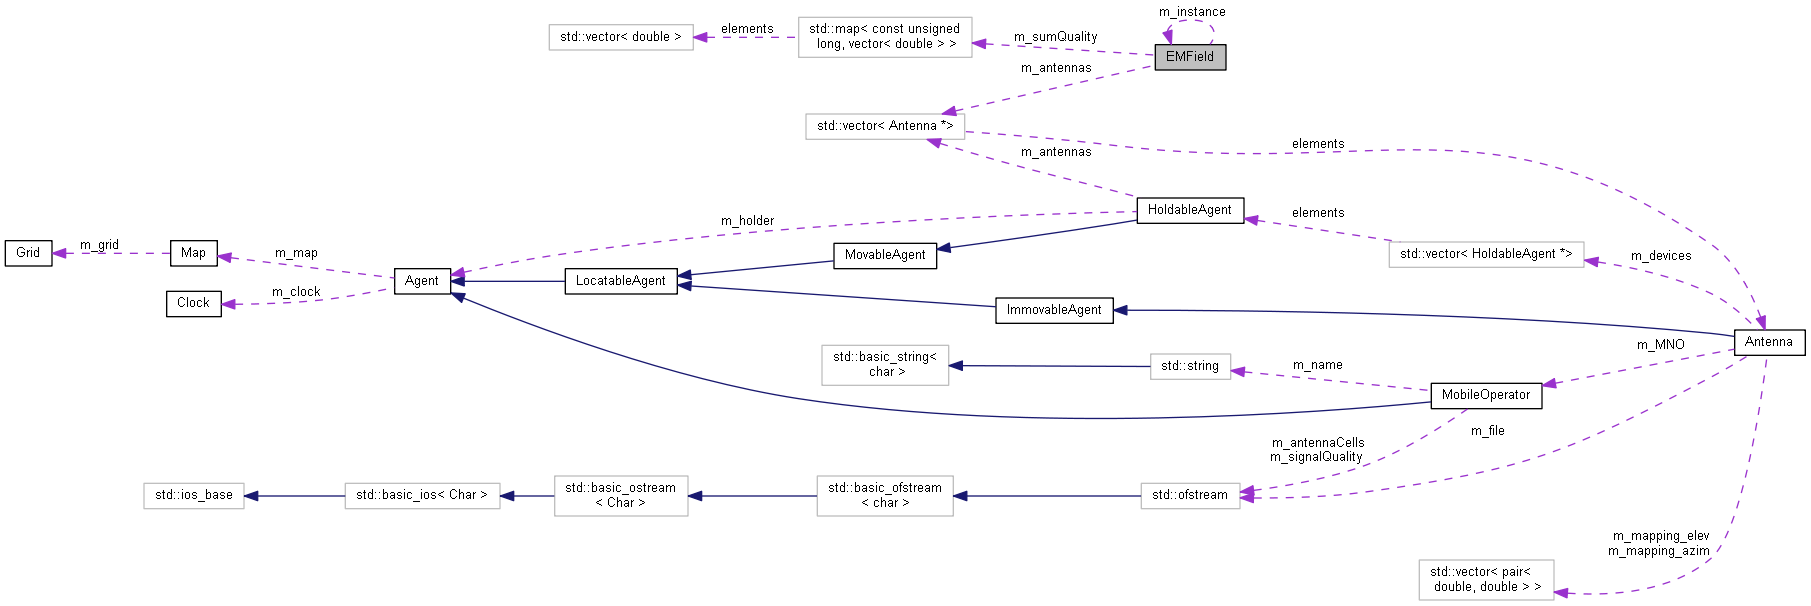 m_instance
std::map< const unsigned
long, vector< double > >
elements
std::vector< double >
m_sumQuality
EMField
m_antennas
std::vector< Antenna *>
elements
m_antennas
HoldableAgent
elements
m_holder
Grid
m_grid
Map
m_map
MovableAgent
std::vector< HoldableAgent *>
m_devices
Agent
LocatableAgent
Clock
m_clock
ImmovableAgent
Antenna
m_MNO
std::basic_string<
char >
std::string
m_name
MobileOperator
m_file
m_antennaCells
m_signalQuality
std::ios_base
std::basic_ios< Char >
std::basic_ostream
< Char >
std::basic_ofstream
< char >
std::ofstream
m_mapping_elev
m_mapping_azim
std::vector< pair<
double, double > >